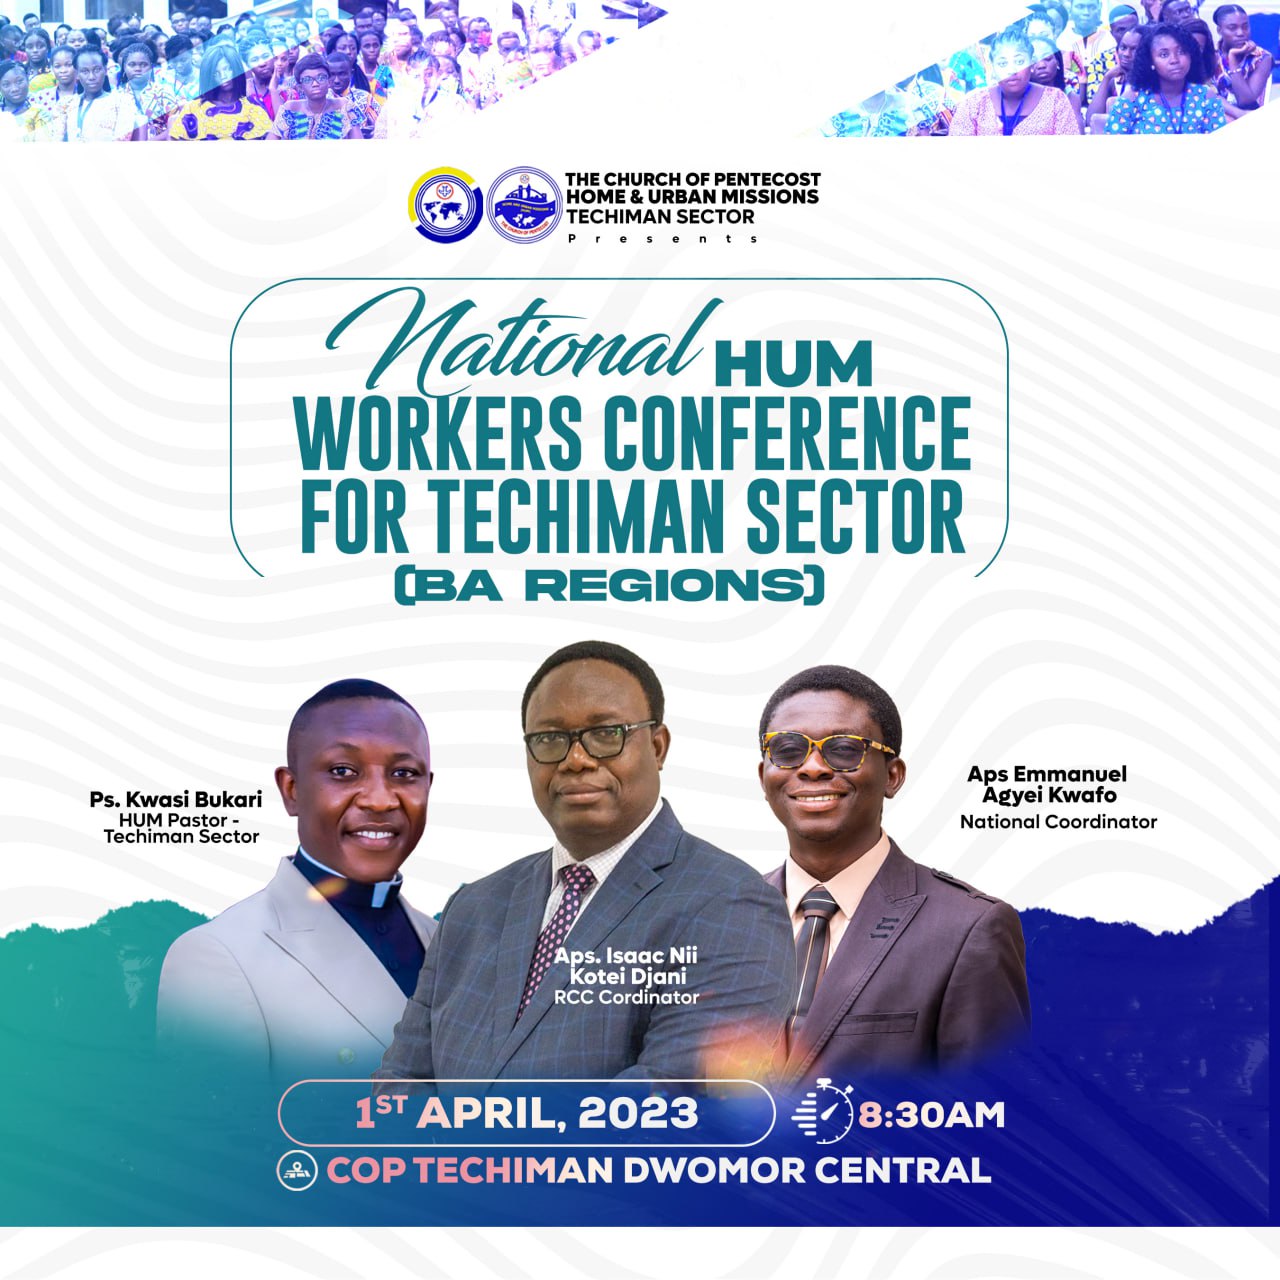 THE CHURCH OF PENTECOST
HOME & URBAN MISSIONS
TECHIMAN SECTOR
Presents
National HUM
WORKERS CONFERENCE
FOR TECHIMAN SECTOR
(BA REGIONS)
Ps. Kwasi Bukari
HUM Pastor -
Techiman Sector
Aps. Isaac Nii
Kotei Djani
RCC Cordinator
Aps Emmanuel
Agyei Kwafo
National Coordinator
1ST APRIL, 2023
8:30AM
COP TECHIMAN DWOMOR CENTRAL